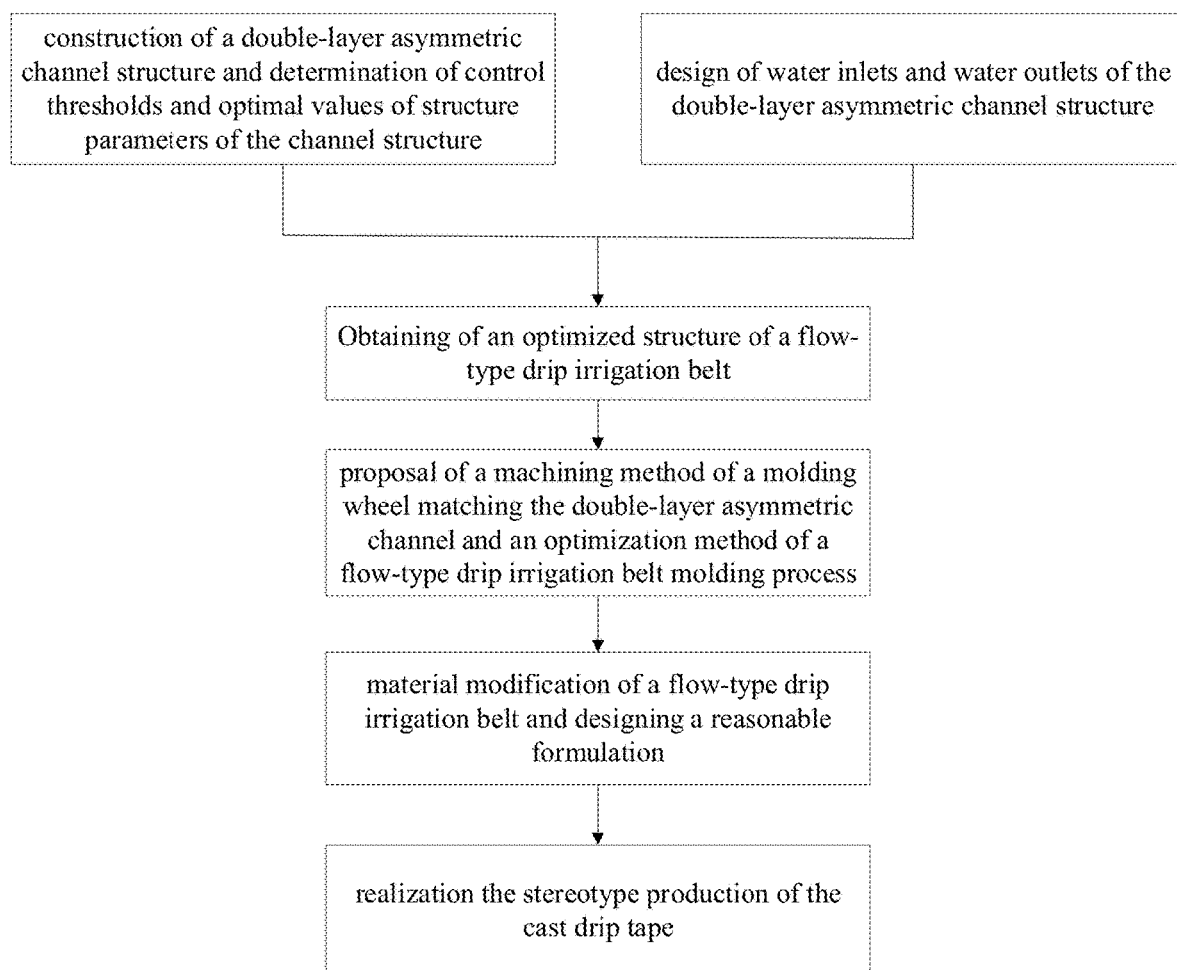 construction of a double-layer asymmetric
channel structure and determination of control
thresholds and optimal values of structure
parameters of the channel structure
design of water inlets and water outlets of the
double-layer asymmetric channel structure
Obtaining of an optimized structure of a flow-
type drip irrigation belt
proposal of a machining method of a molding
wheel matching the double-layer asymmetric
channel and an optimization method of a
flow-type drip irrigation belt molding process
material modification of a flow-type drip
irrigation belt and designing a reasonable
formulation
realization the stereotype production of the
cast drip tape